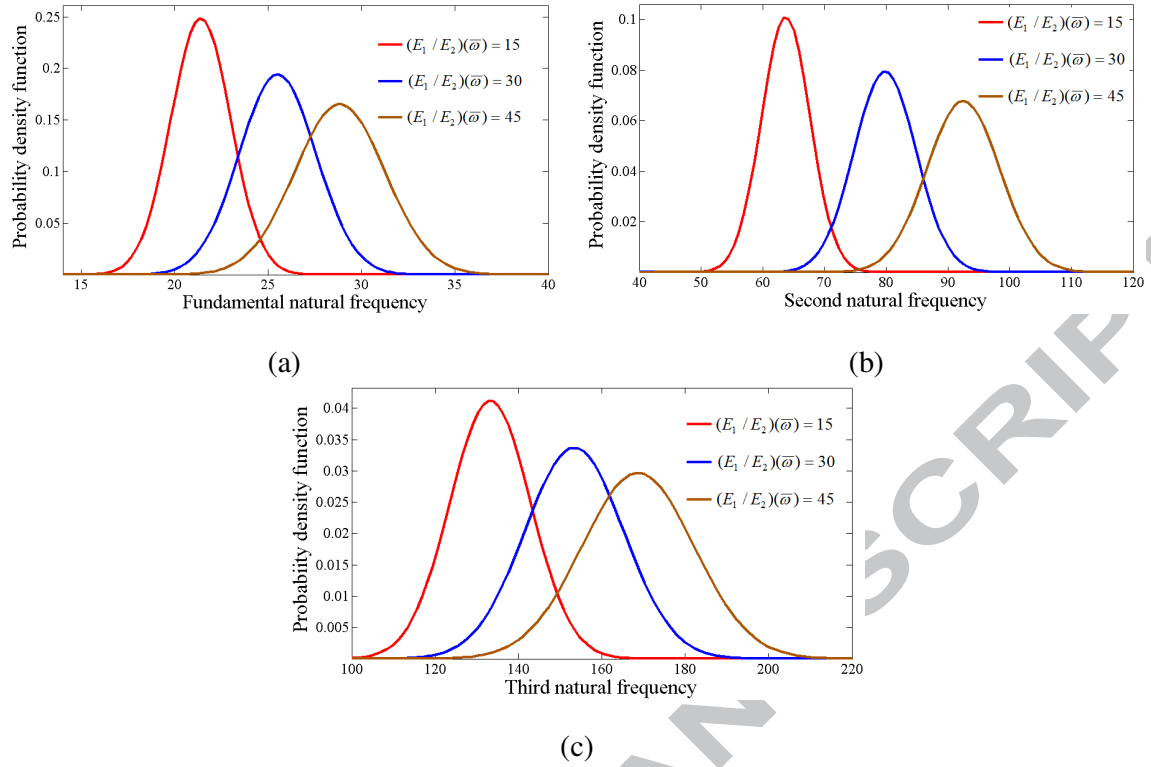 0.25
0.2
0.15
0.1
0.05
Probability density function
(E₁ / E₂)(ω̅) = 15
(E₁ / E₂)(ω̅) = 30
(E₁ / E₂)(ω̅) = 45
15 20 25 30 35 40
Fundamental natural frequency
(a)
0.1
0.08
0.06
0.04
0.02
Probability density function
(E₁ / E₂)(ω̅) = 15
(E₁ / E₂)(ω̅) = 30
(E₁ / E₂)(ω̅) = 45
40 50 60 70 80 90 100 110 120
Second natural frequency
(b)
0.04
0.035
0.03
0.025
0.02
0.015
0.01
0.005
Probabiity density function
(E₁ / E₂)(ω̅) = 15
(E₁ / E₂)(ω̅) = 30
(E₁ / E₂)(ω̅) = 45
100 120 140 160 180 200 220
Third natural frequency
(c)